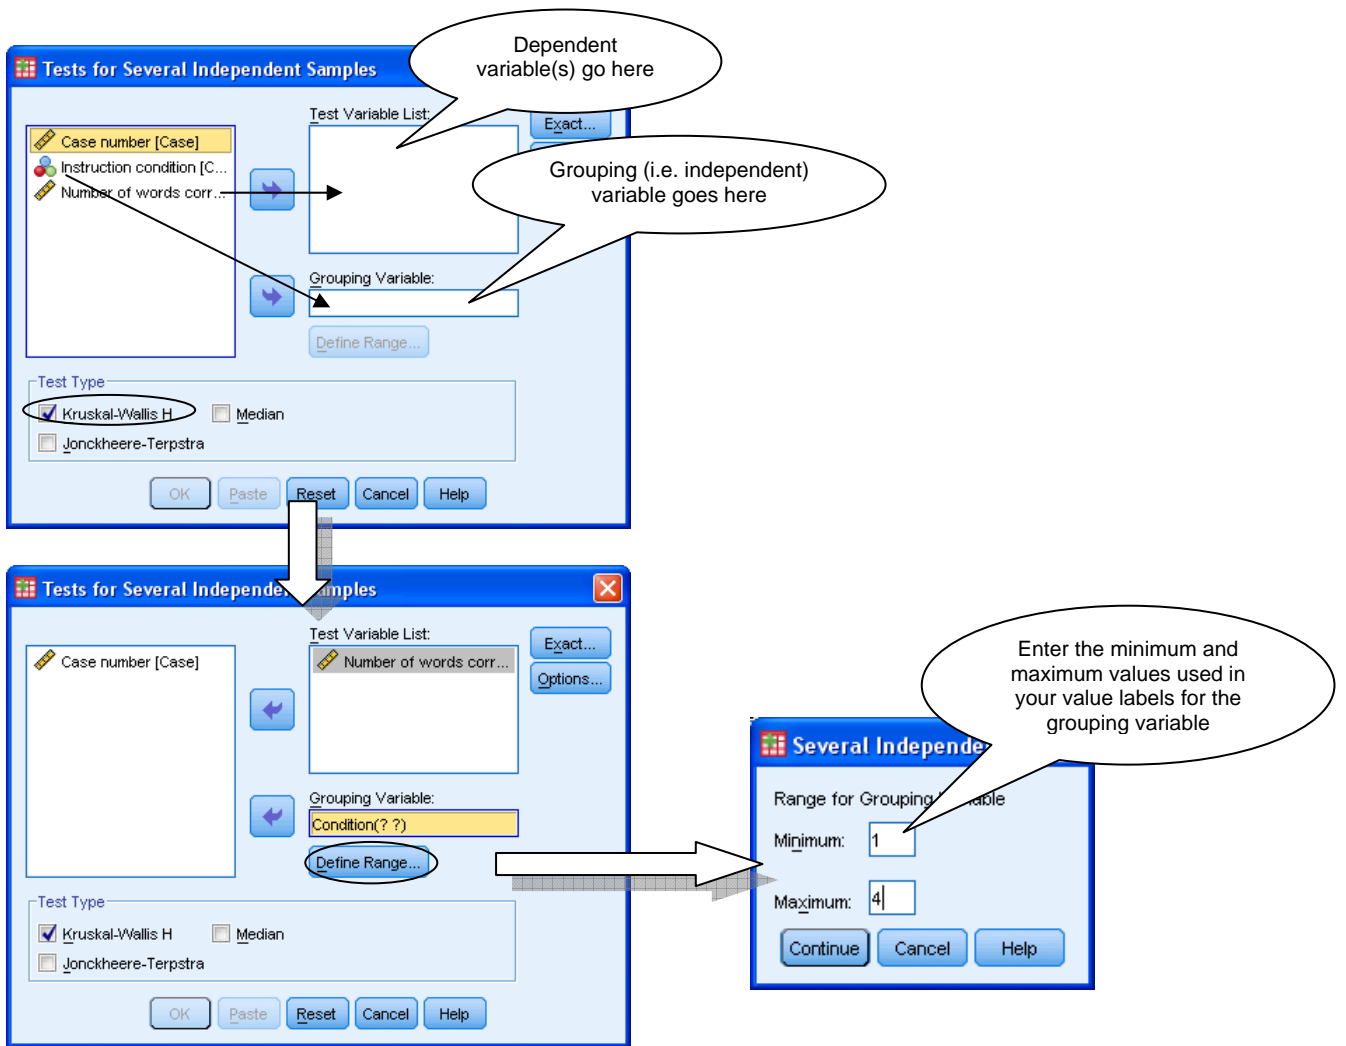 Dependent
variable(s) go here
Tests for Several Independent Samples
Test Variable List:
Exact...
Case number [Case]
Instruction condition [C...
Number of words corr...
Grouping (i.e. independent)
variable goes here
Grouping Variable:
Define Range...
Test Type
Kruskal-Wallis H
Median
Jonckheere-Terpstra
OK
Paste
Reset
Cancel
Help
Tests for Several Independent Samples
Test Variable List:
Case number [Case]
Number of words corr...
Exact...
Options...
Grouping Variable:
Condition(? ?)
Define Range...
Test Type
Kruskal-Wallis H
Median
Jonckheere-Terpstra
OK
Paste
Reset
Cancel
Help
Enter the minimum and
maximum values used in
your value labels for the
grouping variable
Several Independe
Range for Grouping Variable
Minimum:
1
Maximum:
4
Continue
Cancel
Help